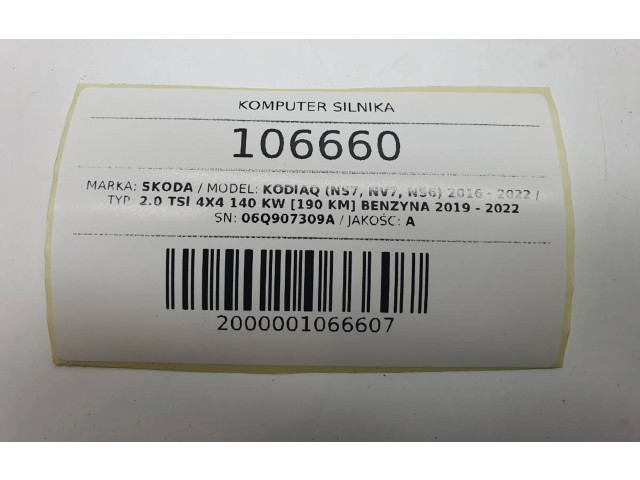 KOMPUTER SILNIKA
106660
MARKA: SKODA / MODEL: KODIAQ (NS7, NV7, NS6) 2016 - 2022 /
TYP: 2.0 TSI 4X4 140 KW [190 KM] BENZYNA 2019 - 2022
SN: 06Q907309A / JAKOŚĆ: A
2000001066607